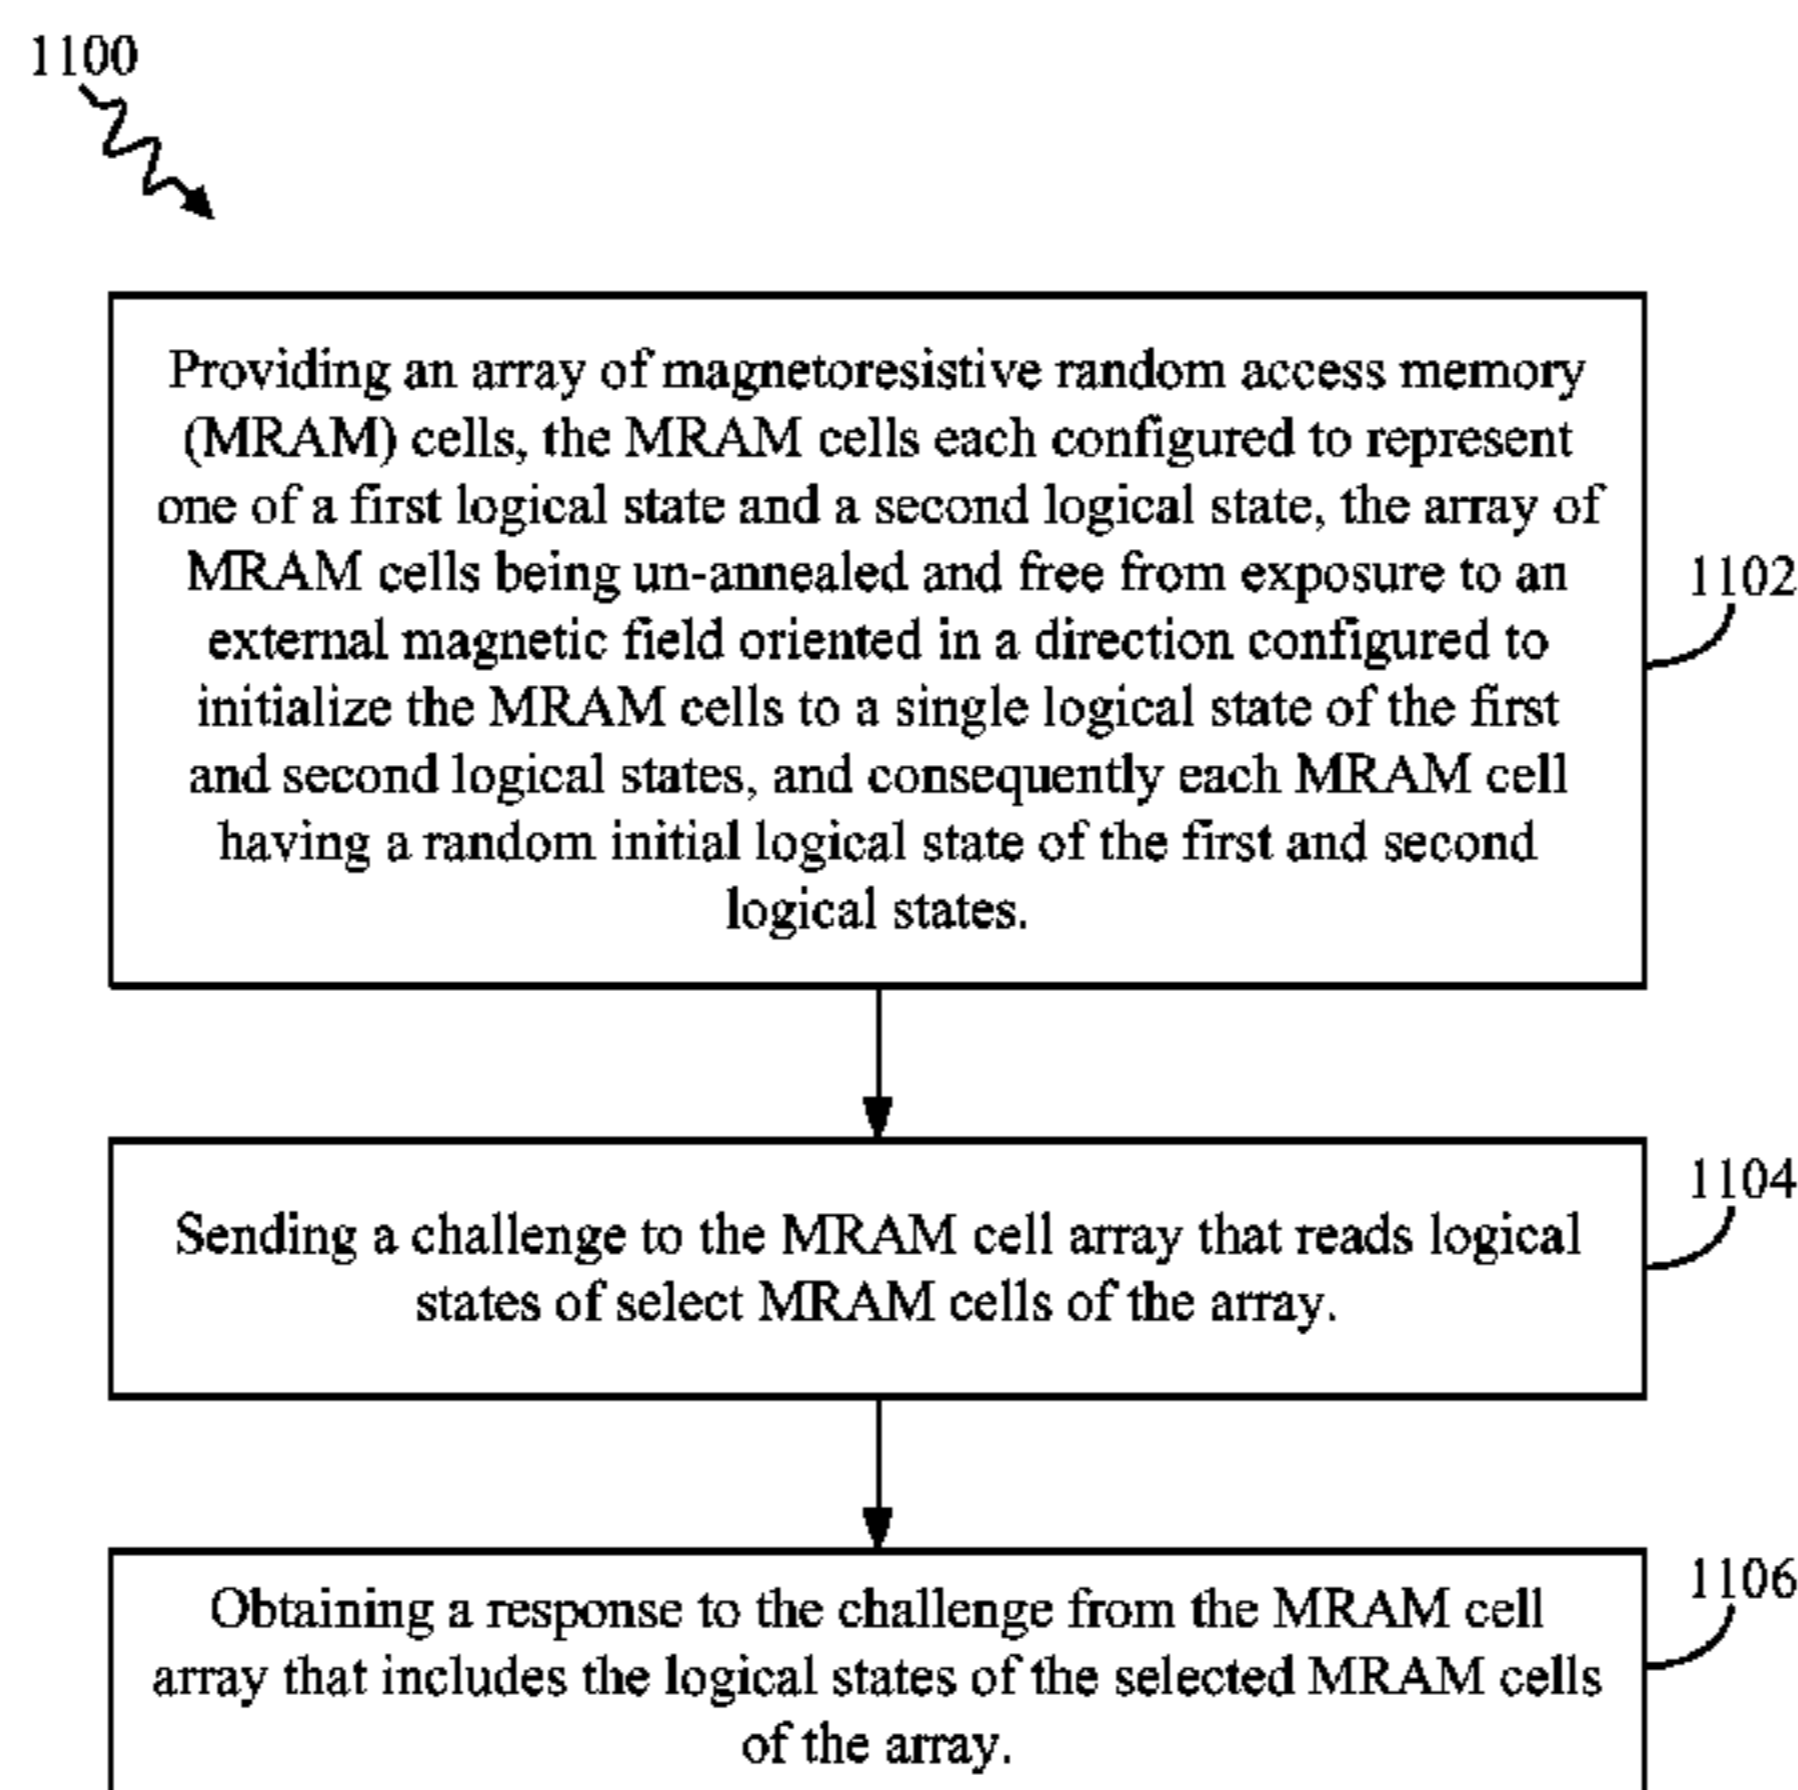 1100
Providing an array of magnetoresistive random access memory
(MRAM) cells, the MRAM cells each configured to represent
one of a first logical state and a second logical state, the array of
MRAM cells being un-annealed and free from exposure to an
external magnetic field oriented in a direction configured to
initialize the MRAM cells to a single logical state of the first
and second logical states, and consequently each MRAM cell
having a random initial logical state of the first and second
logical states.
1102
Sending a challenge to the MRAM cell array that reads logical
states of select MRAM cells of the array.
1104
Obtaining a response to the challenge from the MRAM cell
array that includes the logical states of the selected MRAM cells
of the array.
1106